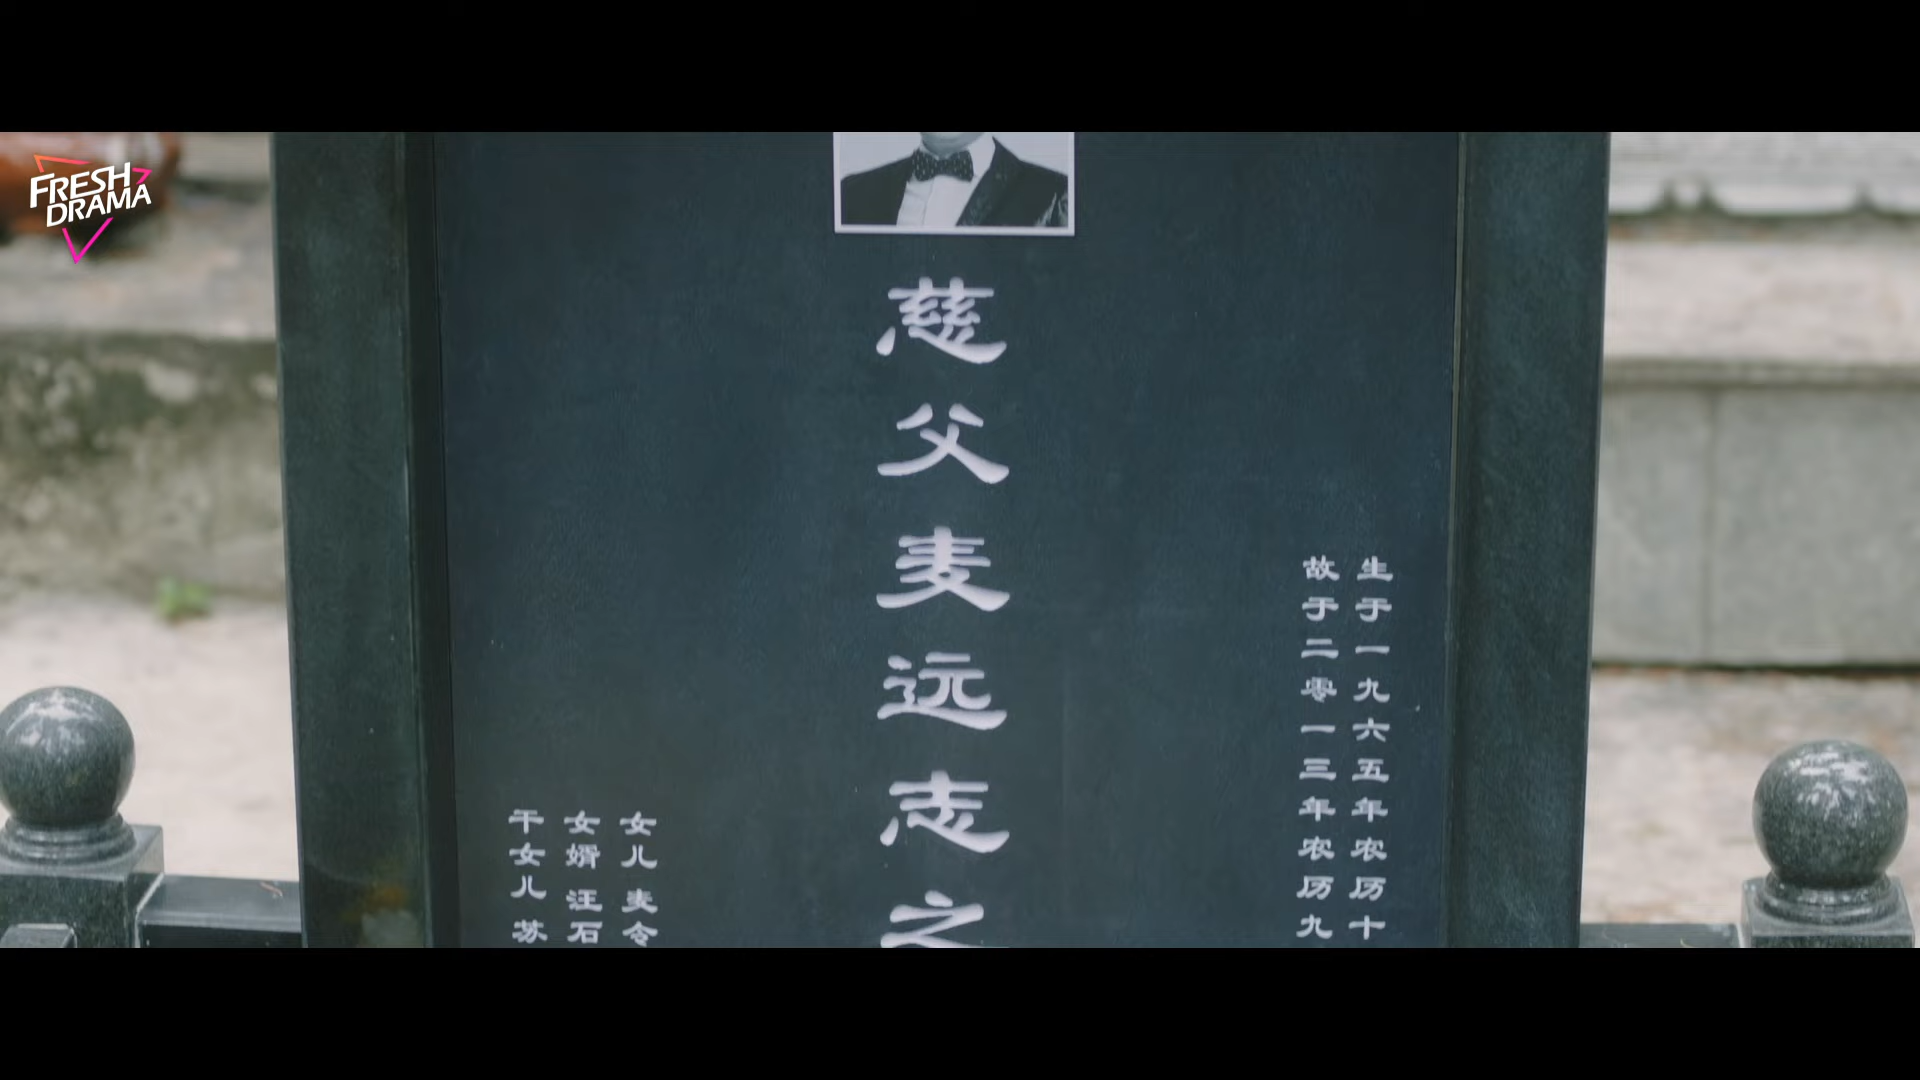 FRESH
DRAMA
生于一九六五年农历十
故于二零一三年农历九
慈父麦远志之
女儿麦令
女婿汪石
干女儿苏